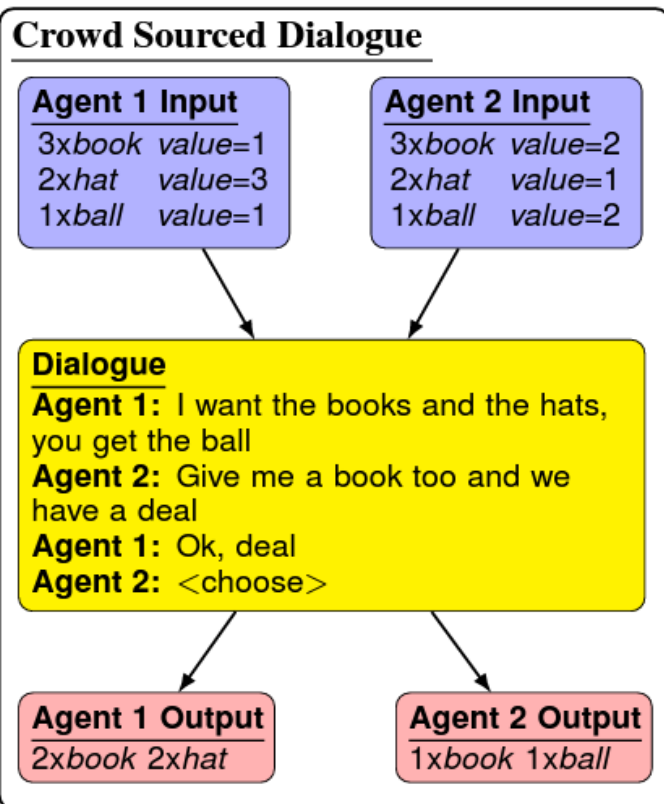 Crowd Sourced Dialogue
Agent 1 Input
3xbook value=1
2xhat value=3
1xball value=1
Agent 2 Input
3xbook value=2
2xhat value=1
1xball value=2
Dialogue
Agent 1: I want the books and the hats,
you get the ball
Agent 2: Give me a book too and we
have a deal
Agent 1: Ok, deal
Agent 2: <choose>
Agent 1 Output
2xbook 2xhat
Agent 2 Output
1xbook 1xball